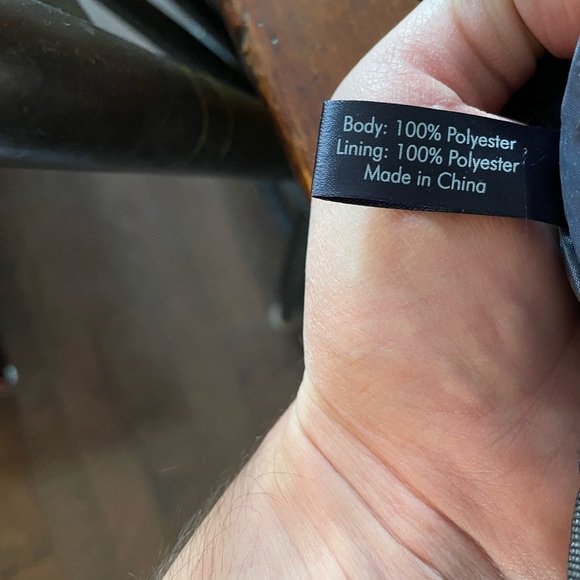 Body: 100% Polyester
Lining: 100% Polyester
Made in China